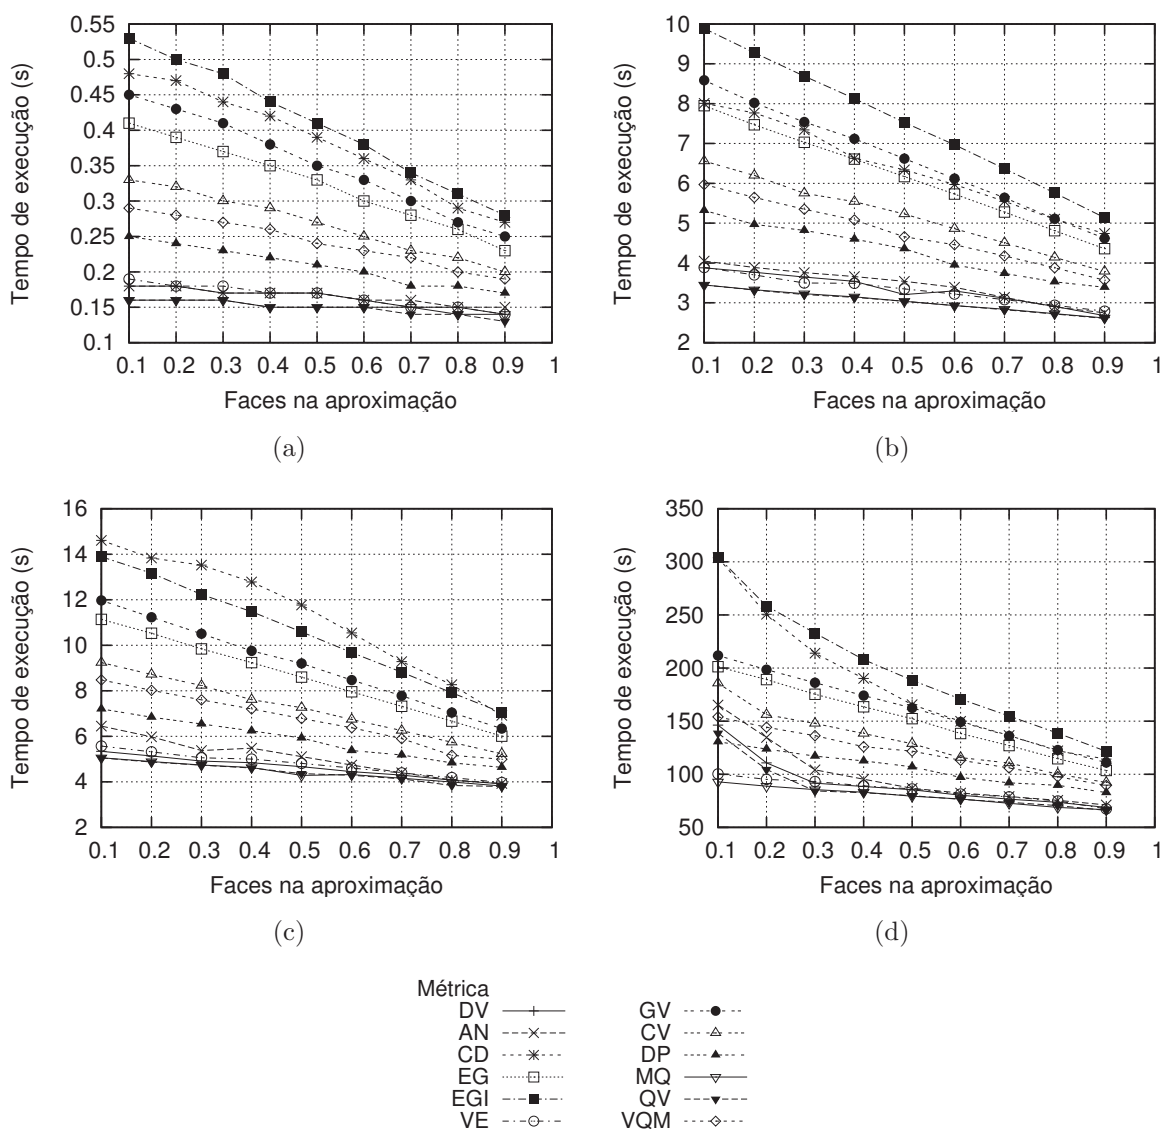 0.55
0.5
0.45
0.4
0.35
0.3
0.25
0.2
0.15
0.1
Tempo de execução (s)
0.1 0.2 0.3 0.4 0.5 0.6 0.7 0.8 0.9 1
Faces na aproximação
(a)
10
9
8
7
6
5
4
3
2
Tempo de execução (s)
0.1 0.2 0.3 0.4 0.5 0.6 0.7 0.8 0.9 1
Faces na aproximação
(b)
16
14
12
10
8
6
4
2
Tempo de execução (s)
0.1 0.2 0.3 0.4 0.5 0.6 0.7 0.8 0.9 1
Faces na aproximação
(c)
350
300
250
200
150
100
50
Tempo de execução (s)
0.1 0.2 0.3 0.4 0.5 0.6 0.7 0.8 0.9 1
Faces na aproximação
(d)
Métrica
DV
AN
CD
EG
EGI
VE
GV
CV
DP
MQ
QV
VQM